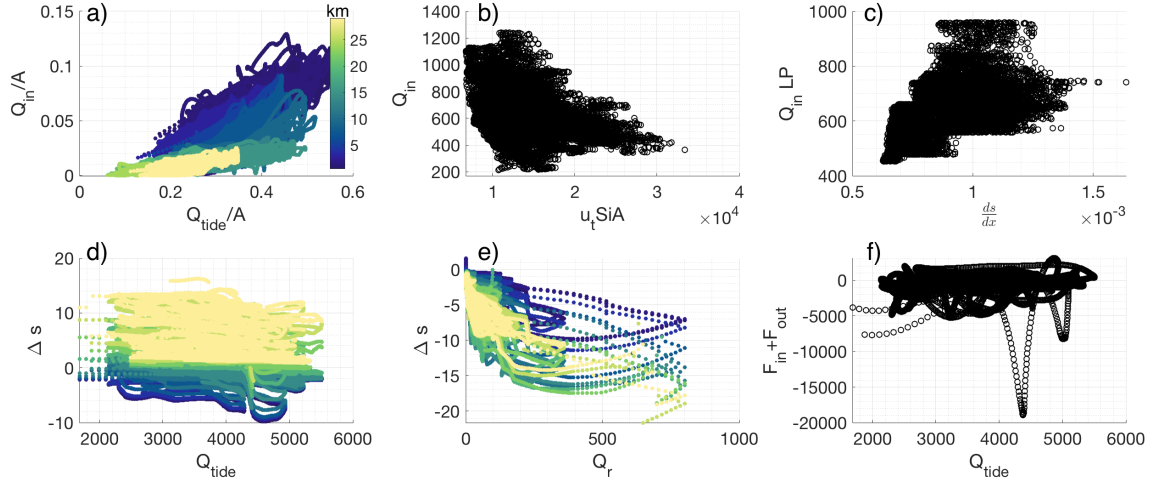 a)
km
0.15
0.1
0.05
0
Q_in/A
0 0.2 0.4 0.6
Q_tide/A
25
20
15
10
5
b)
1400
1200
1000
800
600
400
200
Q_in
1 2 3 4
×10^4
u_tSiA
c)
1000
800
600
400
Q_in LP
0.5 1 1.5
×10^-3
ds/dx
d)
20
10
0
-10
Δ s
2000 3000 4000 5000 6000
Q_tide
e)
0
-5
-10
-15
-20
Δ s
0 500 1000
Q_r
f)
0
-5000
-10000
-15000
-20000
F_in+F_out
2000 3000 4000 5000 6000
Q_tide